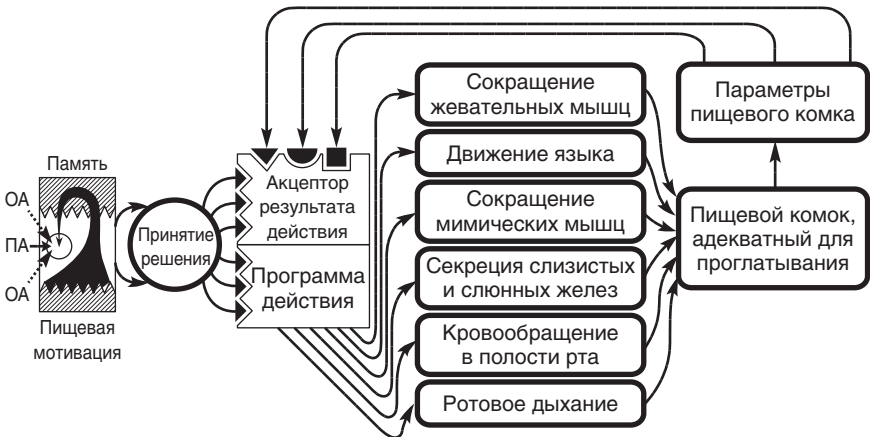 Память
ОА
ПА
ОА
Пищевая
мотивация
Принятие
решения
Акцептор
результата
действия
Программа
действия
Сокращение
жевательных мышц
Движение языка
Сокращение
мимических мышц
Секреция слизистых
и слюнных желез
Кровообращение
в полости рта
Ротовое дыхание
Параметры
пищевого комка
Пищевой комок,
адекватный для
проглатывания